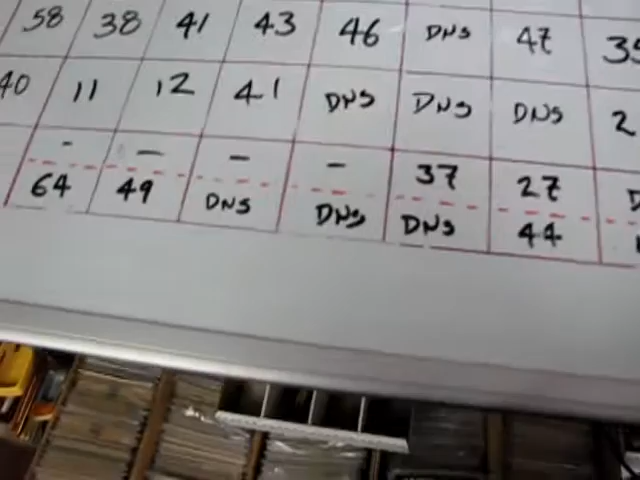 58 38 41 43 46 DNS 47
40 11 12 41 DNS DNS DNS 2
- - - - 37 27
64 49 DNS DNS DNS 44